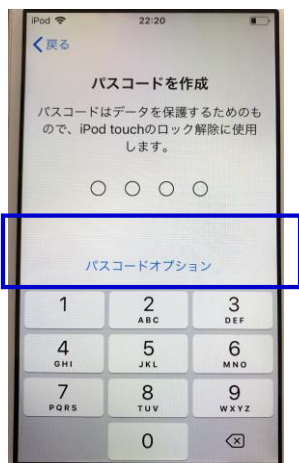 iPod 22:20
戻る
パスコードを作成
パスコードはデータを保護するためのも
ので、iPod touchのロック解除に使用
します。
パスコードオプション
1 2 3
ABC DEF
4 5 6
GHI JKL MNO
7 8 9
PQRS TUV WXYZ
0